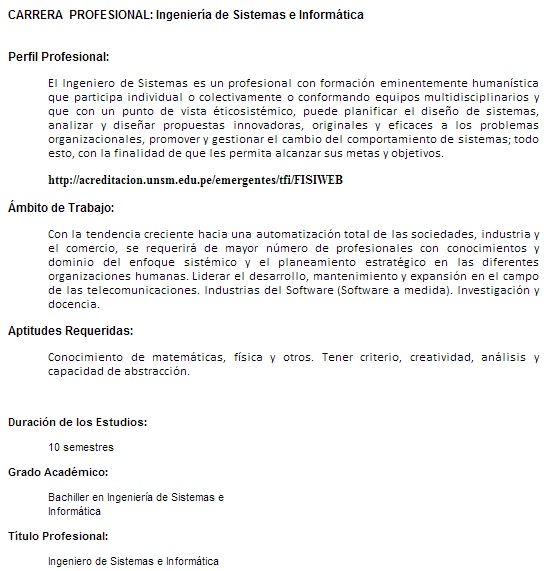 CARRERA PROFESIONAL: Ingeniería de Sistemas e Informática
Perfil Profesional:
El Ingeniero de Sistemas es un profesional con formación eminentemente humanística
que participa individual o colectivamente o conformando equipos multidisciplinarios y
que con un punto de vista éticosistémico, puede planificar el diseño de sistemas,
analizar y diseñar propuestas innovadoras, originales y eficaces a los problemas
organizacionales, promover y gestionar el cambio del comportamiento de sistemas; todo
esto, con la finalidad de que les permita alcanzar sus metas y objetivos.
http://acreditacion.unsm.edu.pe/emergentes/tfi/FISIWEB
Ámbito de Trabajo:
Con la tendencia creciente hacia una automatización total de las sociedades, industria y
el comercio, se requerirá de mayor número de profesionales con conocimientos y
dominio del enfoque sistémico y el planeamiento estratégico en las diferentes
organizaciones humanas. Liderar el desarrollo, mantenimiento y expansión en el campo
de las telecomunicaciones. Industrias del Software (Software a medida). Investigación y
docencia.
Aptitudes Requeridas:
Conocimiento de matemáticas, física y otros. Tener criterio, creatividad, análisis y
capacidad de abstracción.
Duración de los Estudios:
10 semestres
Grado Académico:
Bachiller en Ingeniería de Sistemas e
Informática
Título Profesional:
Ingeniero de Sistemas e Informática